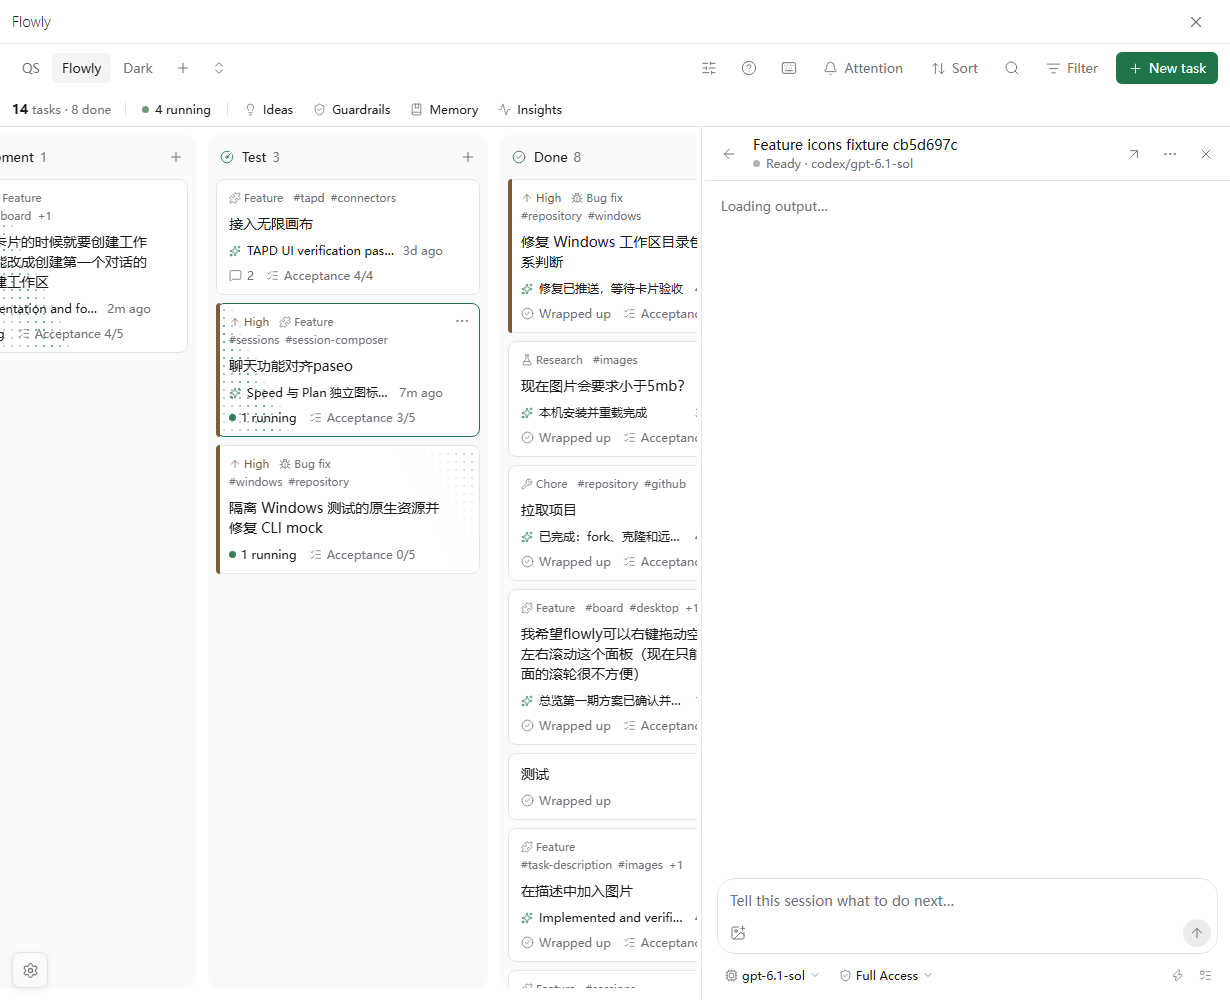 Flowly
QS
Flowly
Dark
Attention
Sort
Filter
New task
14 tasks · 8 done
4 running
Ideas
Guardrails
Memory
Insights
ment 1
Feature
board +1
卡片的时候就要创建工作
能改成创建第一个对话的
建工作区
entation and fo... 2m ago
Acceptance 4/5
Test 3
Feature #tapd #connectors
接入无限画布
TAPD UI verification pas... 3d ago
2 Acceptance 4/4
High Feature
#sessions #session-composer
聊天功能对齐paseo
Speed 与 Plan 独立图标... 7m ago
1 running Acceptance 3/5
High Bug fix
#windows #repository
隔离 Windows 测试的原生资源并
修复 CLI mock
1 running Acceptance 0/5
Done 8
High Bug fix
#repository #windows
修复 Windows 工作区目录
系判断
修复已推送，等待卡片验收
Wrapped up Acceptanc
Research #images
现在图片会要求小于5mb？
本机安装并重载完成
Wrapped up Acceptanc
Chore #repository #github
拉取项目
已完成：fork、克隆和远...
Wrapped up Acceptanc
Feature #board #desktop +1
我希望flowly可以右键拖动空
左右滚动这个面板（现在只能
面的滚轮很不方便）
总览第一期方案已确认并...
Wrapped up Acceptanc
测试
Wrapped up
Feature
#task-description #images +1
在描述中加入图片
Implemented and verifi...
Wrapped up Acceptanc
Feature #sessions
Feature icons fixture cb5d697c
Ready · codex/gpt-6.1-sol
Loading output...
Tell this session what to do next...
gpt-6.1-sol
Full Access